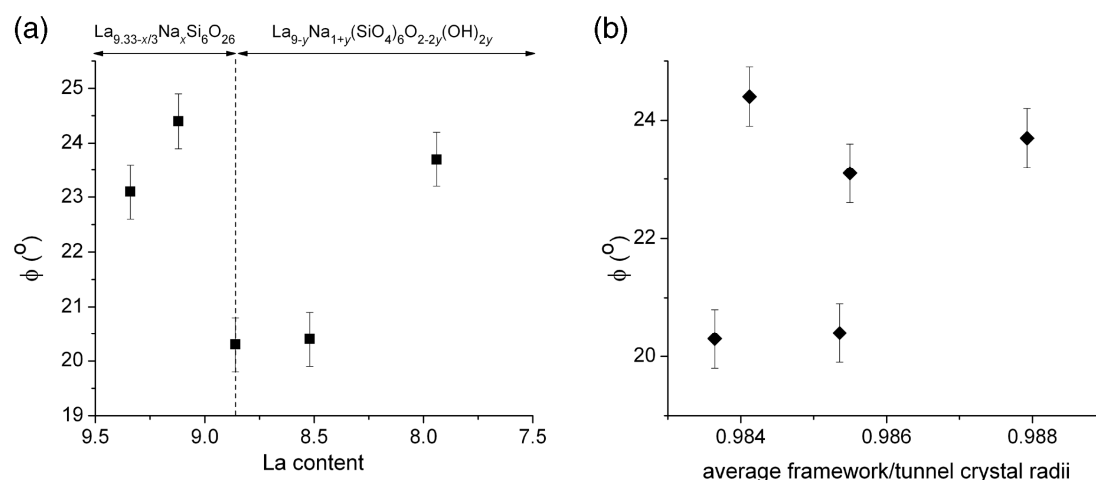 (a)
La9.33-x/3NaxSi6O26
La9-yNa1+y(SiO4)6O2-2y(OH)2y
25
24
23
22
21
20
19
ϕ (°)
9.5 9.0 8.5 8.0 7.5
La content
(b)
24
22
20
ϕ (°)
0.984 0.986 0.988
average framework/tunnel crystal radii